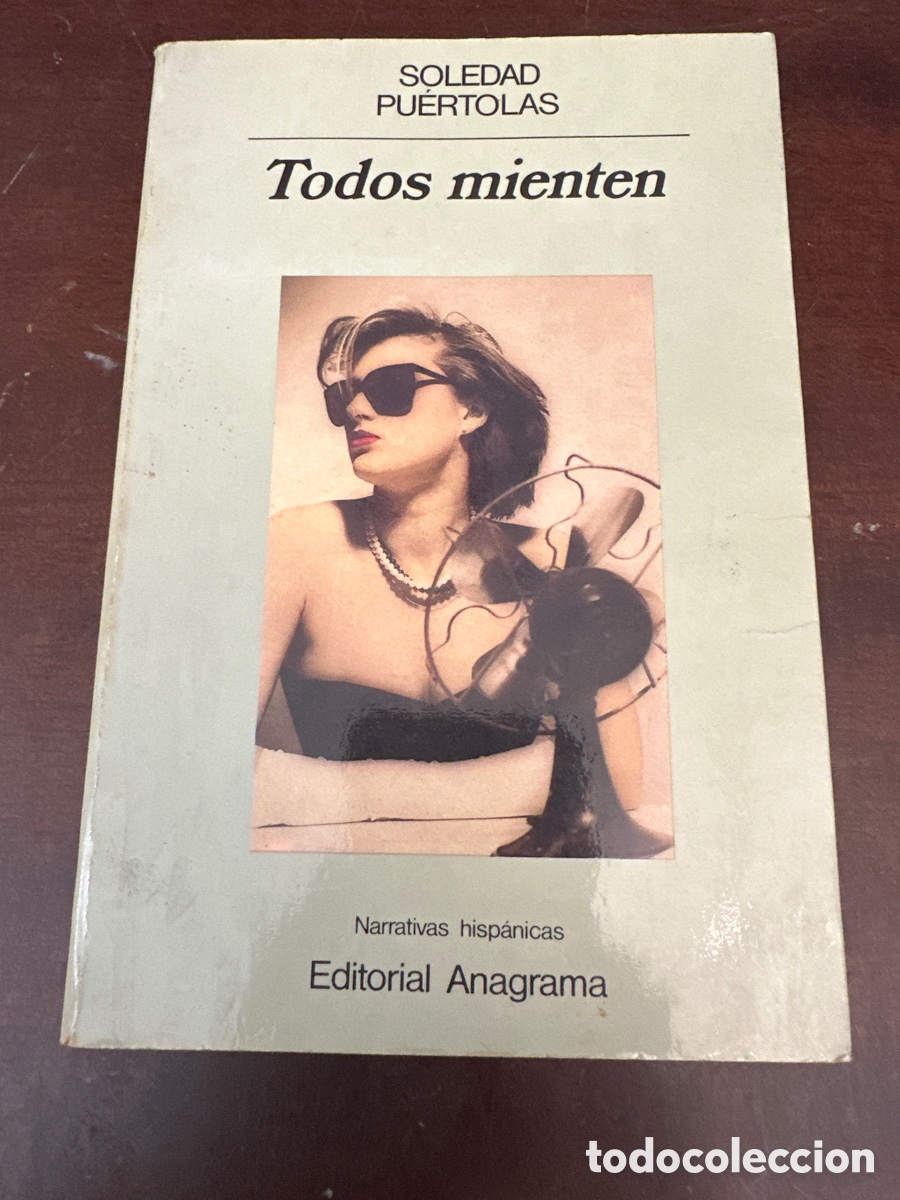 SOLEDAD
PUÉRTOLAS
Todos mienten
Narrativas hispánicas
Editorial Anagrama
todocoleccion